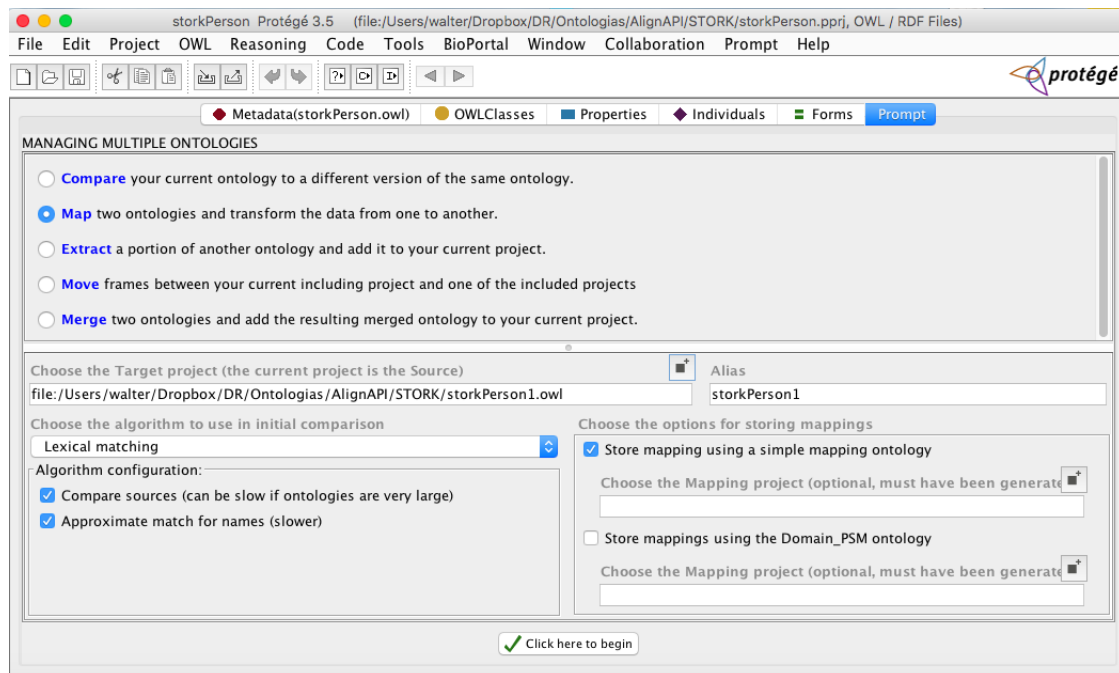 storkPerson Protégé 3.5 (file:/Users/walter/Dropbox/DR/Ontologias/AlignAPI/STORK/storkPerson.pprj, OWL / RDF Files)
File Edit Project OWL Reasoning Code Tools BioPortal Window Collaboration Prompt Help
protégé
Metadata(storkPerson.owl) OWLClasses Properties Individuals Forms Prompt
MANAGING MULTIPLE ONTOLOGIES
Compare your current ontology to a different version of the same ontology.
Map two ontologies and transform the data from one to another.
Extract a portion of another ontology and add it to your current project.
Move frames between your current including project and one of the included projects
Merge two ontologies and add the resulting merged ontology to your current project.
Choose the Target project (the current project is the Source) Alias
file:/Users/walter/Dropbox/DR/Ontologias/AlignAPI/STORK/storkPerson1.owl storkPerson1
Choose the algorithm to use in initial comparison
Lexical matching
Algorithm configuration:
Compare sources (can be slow if ontologies are very large)
Approximate match for names (slower)
Choose the options for storing mappings
Store mapping using a simple mapping ontology
Choose the Mapping project (optional, must have been generate
Store mappings using the Domain_PSM ontology
Choose the Mapping project (optional, must have been generate
Click here to begin